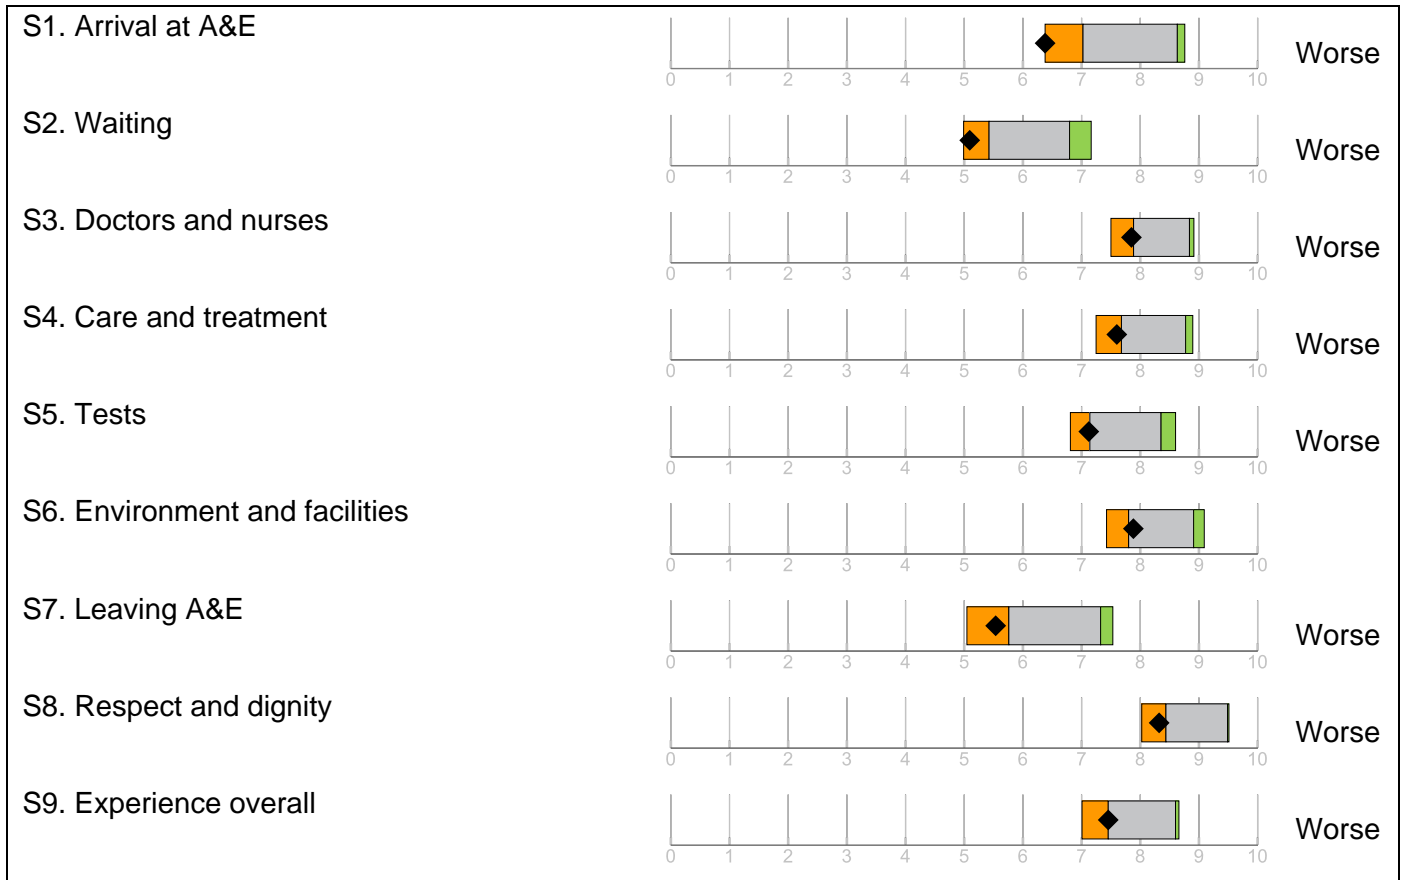 S1. Arrival at A&E
Worse
0 1 2 3 4 5 6 7 8 9 10
S2. Waiting
Worse
0 1 2 3 4 5 6 7 8 9 10
S3. Doctors and nurses
Worse
0 1 2 3 4 5 6 7 8 9 10
S4. Care and treatment
Worse
0 1 2 3 4 5 6 7 8 9 10
S5. Tests
Worse
0 1 2 3 4 5 6 7 8 9 10
S6. Environment and facilities
0 1 2 3 4 5 6 7 8 9 10
S7. Leaving A&E
Worse
0 1 2 3 4 5 6 7 8 9 10
S8. Respect and dignity
Worse
0 1 2 3 4 5 6 7 8 9 10
S9. Experience overall
Worse
0 1 2 3 4 5 6 7 8 9 10